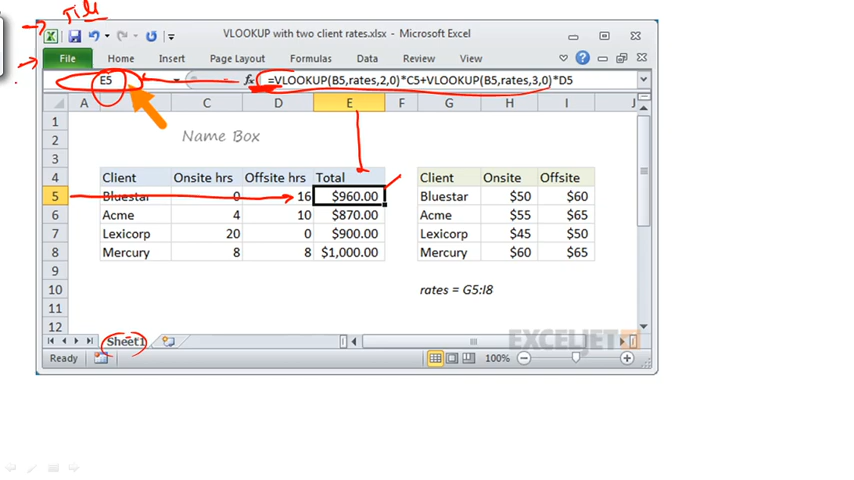 Title
VLOOKUP with two client rates.xlsx - Microsoft Excel
File Home Insert Page Layout Formulas Data Review View
E5 fx =VLOOKUP(B5,rates,2,0)*C5+VLOOKUP(B5,rates,3,0)*D5
A B C D E F G H I J
1
2 Name Box
3
4 Client Onsite hrs Offsite hrs Total Client Onsite Offsite
5 Bluestar 0 16 $960.00 Bluestar $50 $60
6 Acme 4 10 $870.00 Acme $55 $65
7 Lexicorp 20 0 $900.00 Lexicorp $45 $50
8 Mercury 8 8 $1,000.00 Mercury $60 $65
9
10 rates = G5:I8
11
12
EXCELJET
Sheet1
Ready 100%